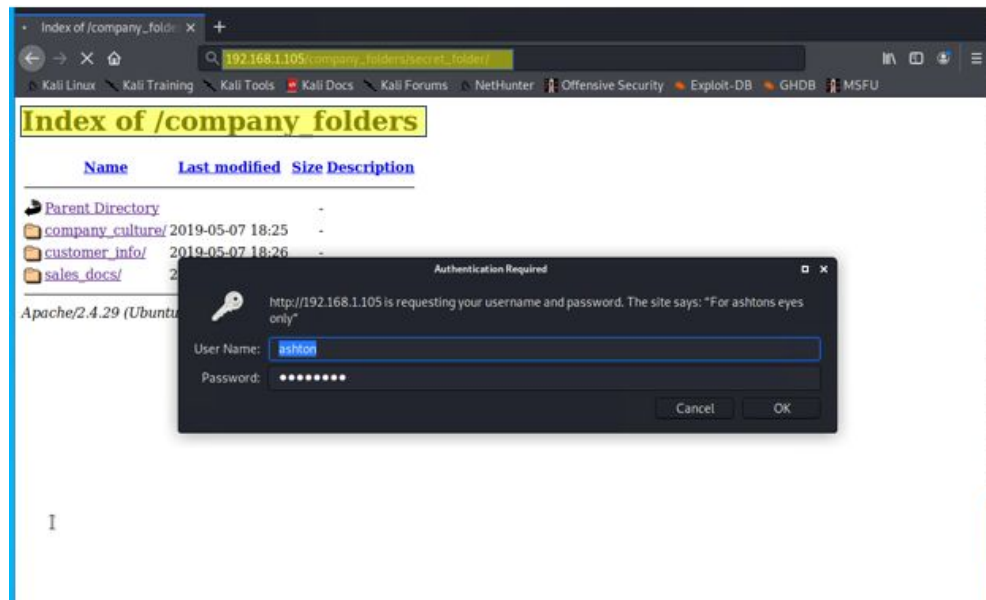 Index of /company_folde
192.168.1.105/company_folders/secret_folder/
Kali Linux Kali Training Kali Tools Kali Docs Kali Forums NetHunter Offensive Security Exploit-DB GHDB MSFU
Index of /company_folders
Name Last modified Size Description
Parent Directory -
company_culture/ 2019-05-07 18:25 -
customer_info/ 2019-05-07 18:26 -
sales_docs/ 2
Apache/2.4.29 (Ubuntu
Authentication Required
http://192.168.1.105 is requesting your username and password. The site says: "For ashtons eyes
only"
User Name: ashton
Password: ••••••••
Cancel OK